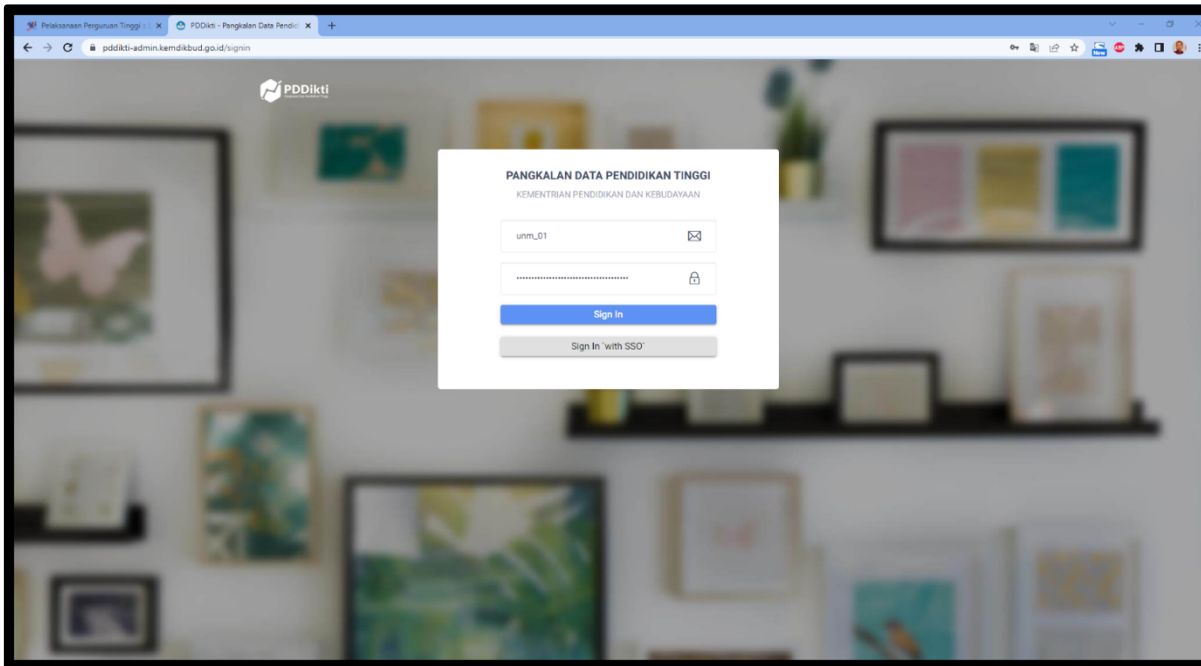 Pelaksanaan Perguruan Tinggi
PDDikti - Pangkalan Data Pendidi
pddikti-admin.kemdikbud.go.id/signin
New
PDDikti
PANGKALAN DATA PENDIDIKAN TINGGI
KEMENTRIAN PENDIDIKAN DAN KEBUDAYAAN
unm_01
Sign In
Sign In `with SSO`